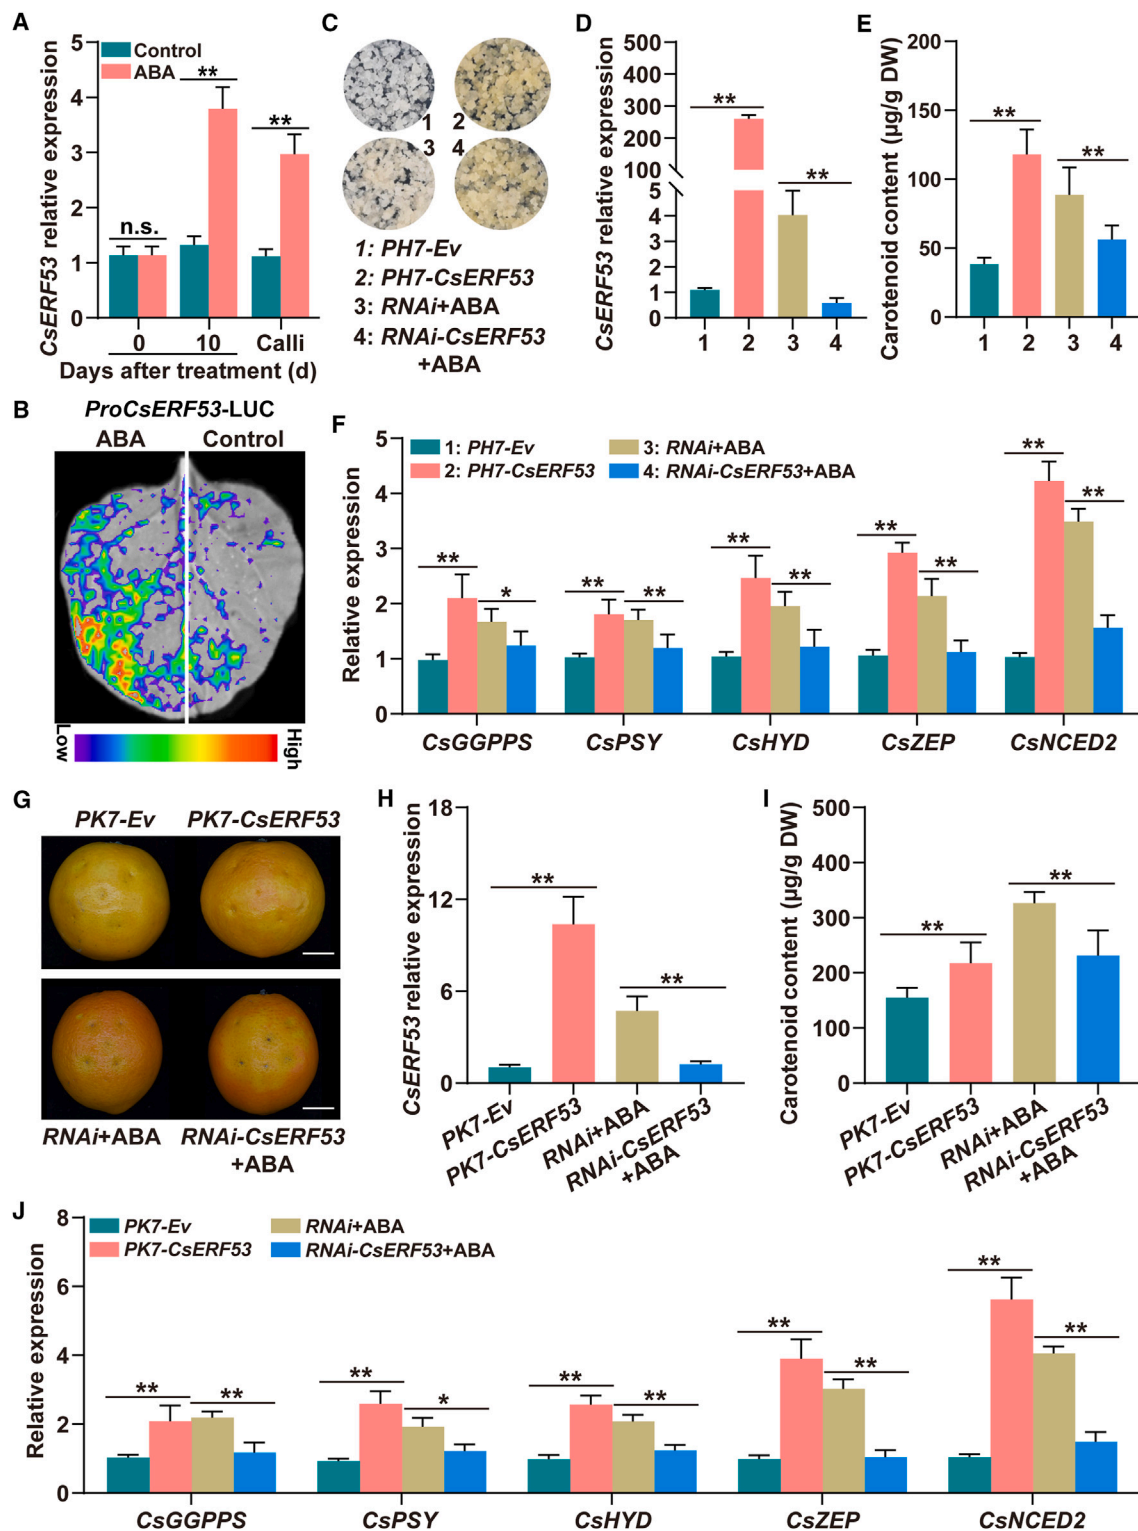 A
CsERF53 relative expression
5
4
3
2
1
0
Control
ABA
n.s.
**
**
0
10
Calli
Days after treatment (d)
B
ProCsERF53-LUC
ABA
Control
Low
High
C
1
2
3
4
1: PH7-Ev
2: PH7-CsERF53
3: RNAi+ABA
4: RNAi-CsERF53
+ABA
D
CsERF53 relative expression
500
400
300
200
100
5
4
3
2
1
0
**
**
1
2
3
4
E
Carotenoid content (μg/g DW)
200
150
100
50
0
**
**
1
2
3
4
F
Relative expression
5
4
3
2
1
0
1: PH7-Ev
2: PH7-CsERF53
3: RNAi+ABA
4: RNAi-CsERF53+ABA
**
*
**
**
**
**
**
**
**
**
CsGGPPS
CsPSY
CsHYD
CsZEP
CsNCED2
G
PK7-Ev
PK7-CsERF53
RNAi+ABA
RNAi-CsERF53
+ABA
H
CsERF53 relative expression
18
12
6
0
**
**
PK7-Ev
PK7-CsERF53
RNAi+ABA
RNAi-CsERF53
+ABA
I
Carotenoid content (μg/g DW)
500
400
300
200
100
0
**
**
PK7-Ev
PK7-CsERF53
RNAi+ABA
RNAi-CsERF53
+ABA
J
Relative expression
8
6
4
2
0
PK7-Ev
PK7-CsERF53
RNAi+ABA
RNAi-CsERF53+ABA
**
**
**
*
**
**
**
**
**
**
CsGGPPS
CsPSY
CsHYD
CsZEP
CsNCED2